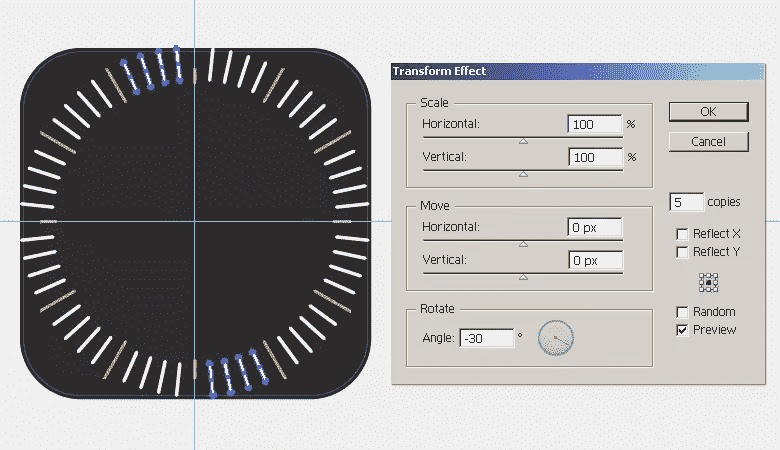 Transform Effect
Scale
Horizontal: 100 %
Vertical: 100 %
Move
Horizontal: 0 px
Vertical: 0 px
Rotate
Angle: -30 °
OK
Cancel
5 copies
Reflect X
Reflect Y
Random
Preview